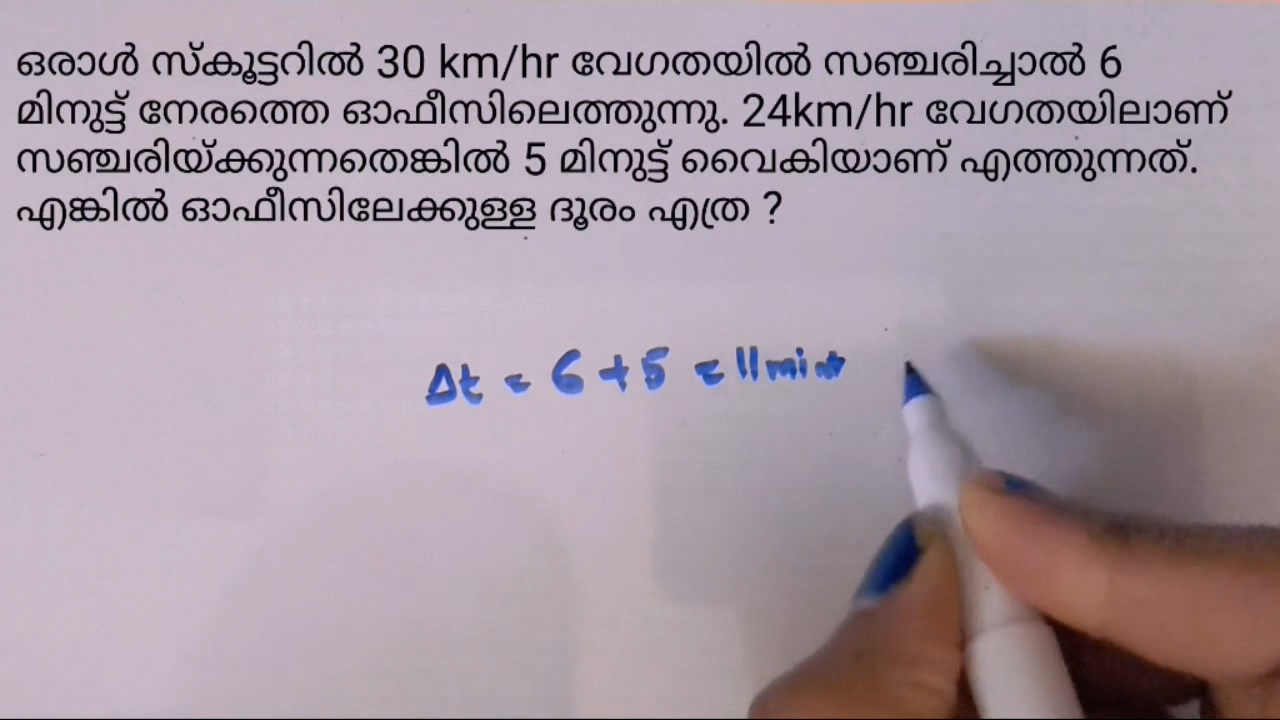 ഒരാൾ സ്കൂട്ടറിൽ 30 km/hr വേഗതയിൽ സഞ്ചരിച്ചാൽ 6
മിനുട്ട് നേരത്തെ ഓഫീസിലെത്തുന്നു. 24km/hr വേഗതയിലാണ്
സഞ്ചരിയ്ക്കുന്നതെങ്കിൽ 5 മിനുട്ട് വൈകിയാണ് എത്തുന്നത്.
എങ്കിൽ ഓഫീസിലേക്കുള്ള ദൂരം എത്ര ?
Δt = 6 + 5 = 11 mint